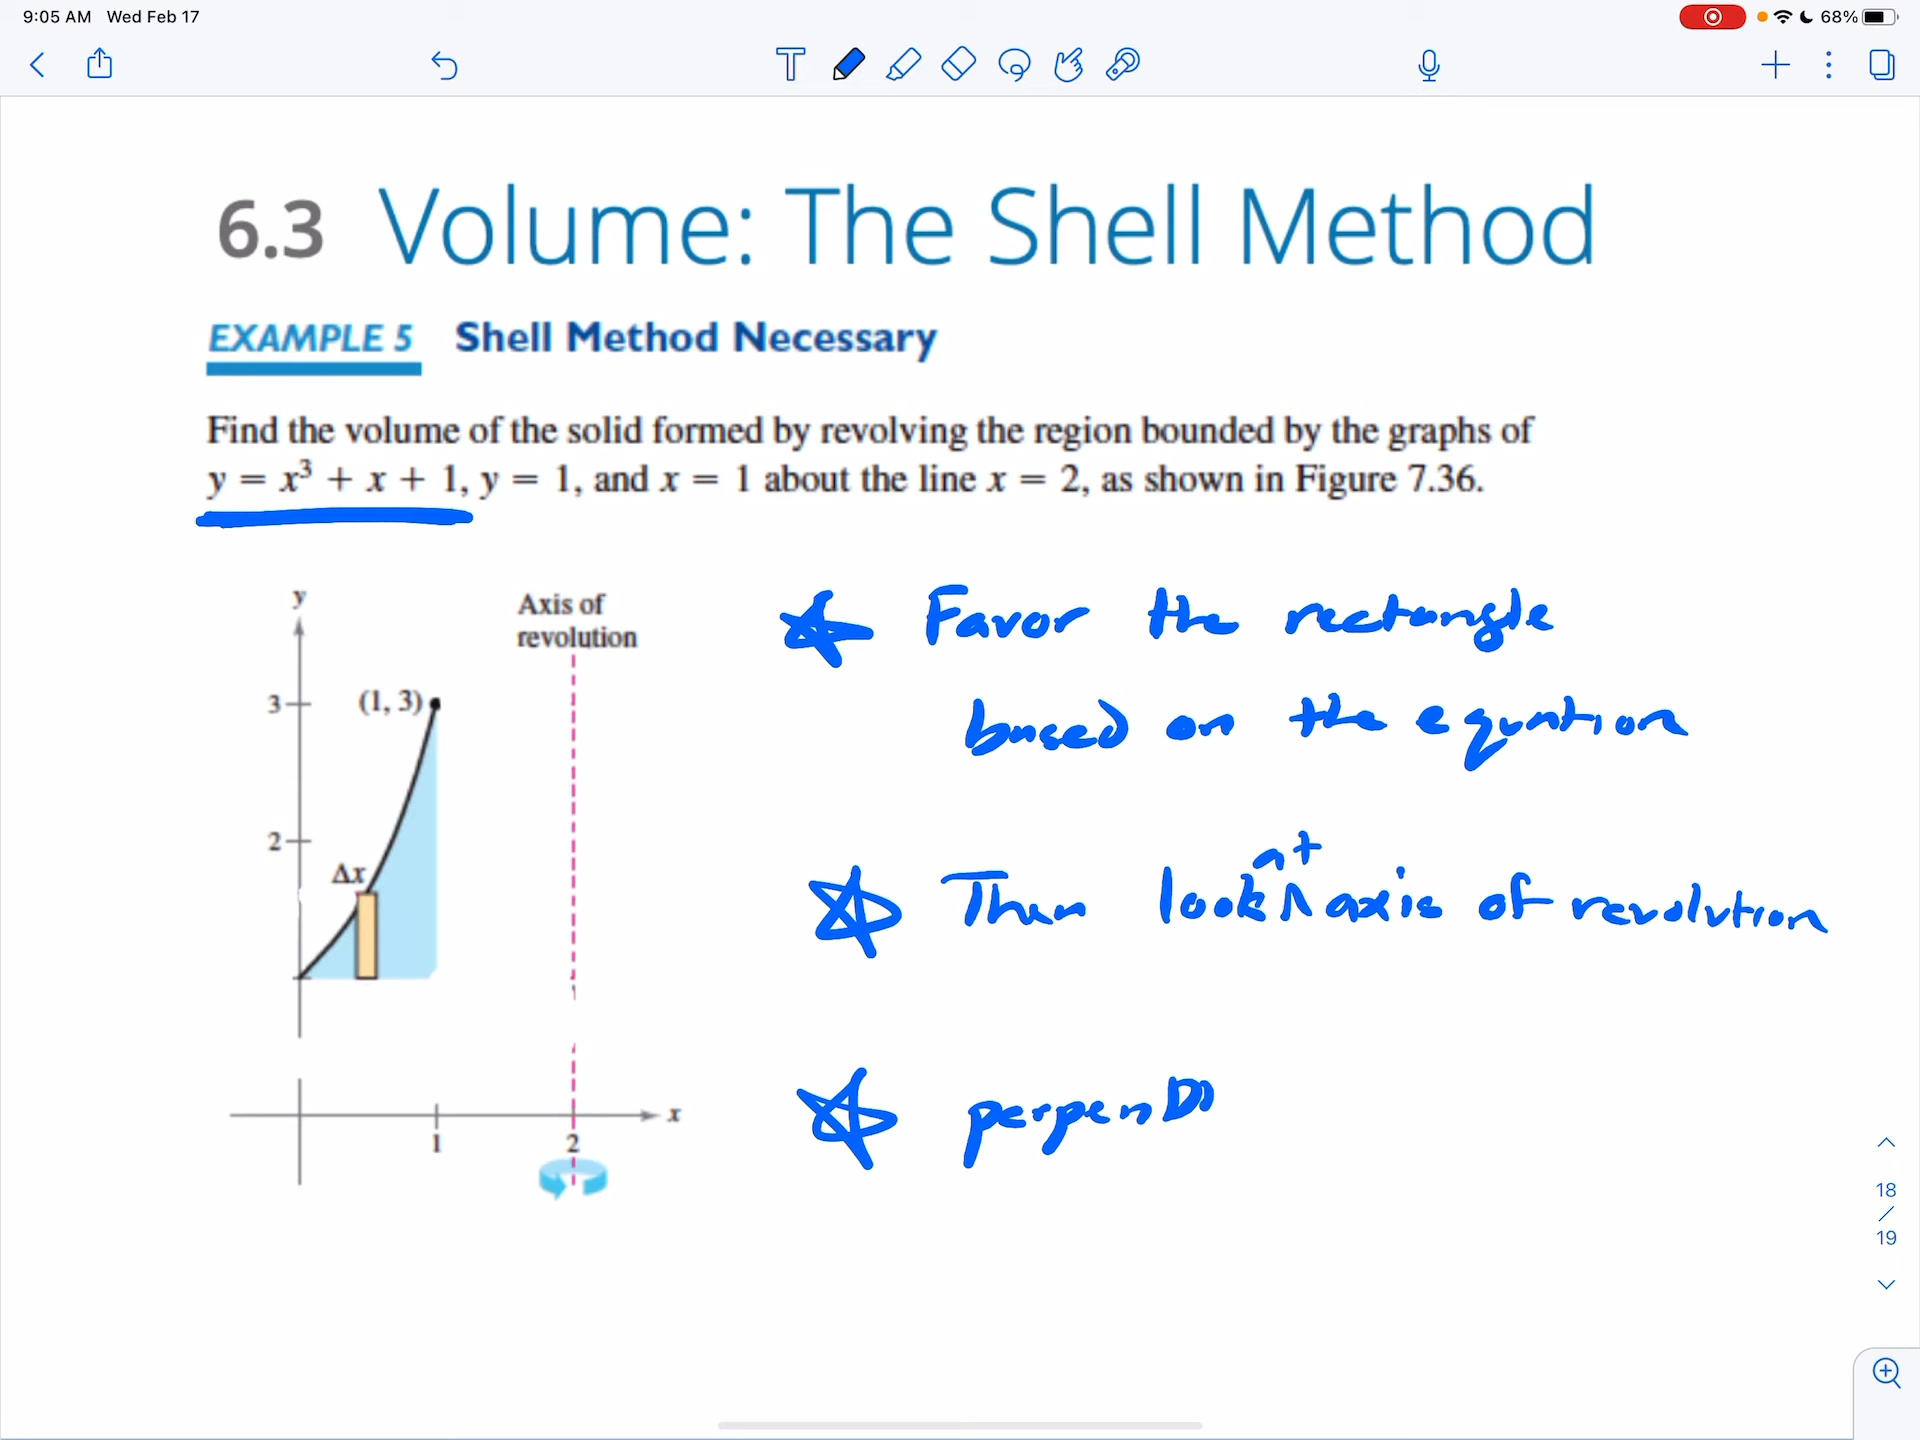 9:05 AM Wed Feb 17
68%
6.3 Volume: The Shell Method
EXAMPLE 5 Shell Method Necessary
Find the volume of the solid formed by revolving the region bounded by the graphs of
y = x³ + x + 1, y = 1, and x = 1 about the line x = 2, as shown in Figure 7.36.
y
Axis of
revolution
3
(1, 3)
2
Δx
x
1
2
Favor the rectangle
based on the equation
at
Then look ^ axis of revolution
perpend
18
/
19